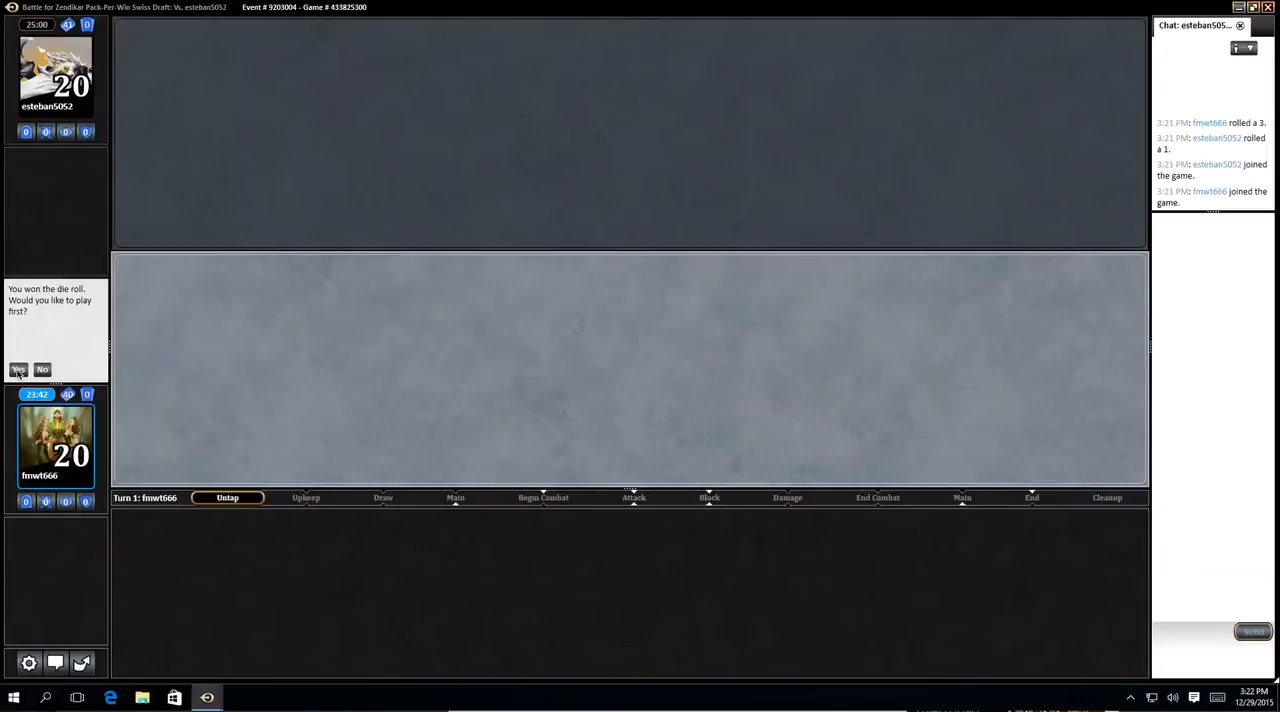 Battle for Zendikar Pack-Per-Win Swiss Draft: Vs. esteban5052 Event # 9203004 - Game # 433825300
25:00 41 0
20
esteban5052
0 0 0 0
You won the die roll.
Would you like to play
first?
Yes No
23:42 40 0
20
fmwt666
0 0 0 0
Turn 1: fmwt666 Untap Upkeep Draw Main Begin Combat Attack Block Damage End Combat Main End Cleanup
Chat: esteban505...
3:21 PM: fmwt666 rolled a 3.
3:21 PM: esteban5052 rolled
a 1.
3:21 PM: esteban5052 joined
the game.
3:21 PM: fmwt666 joined the
game.
send
3:22 PM
12/29/2015